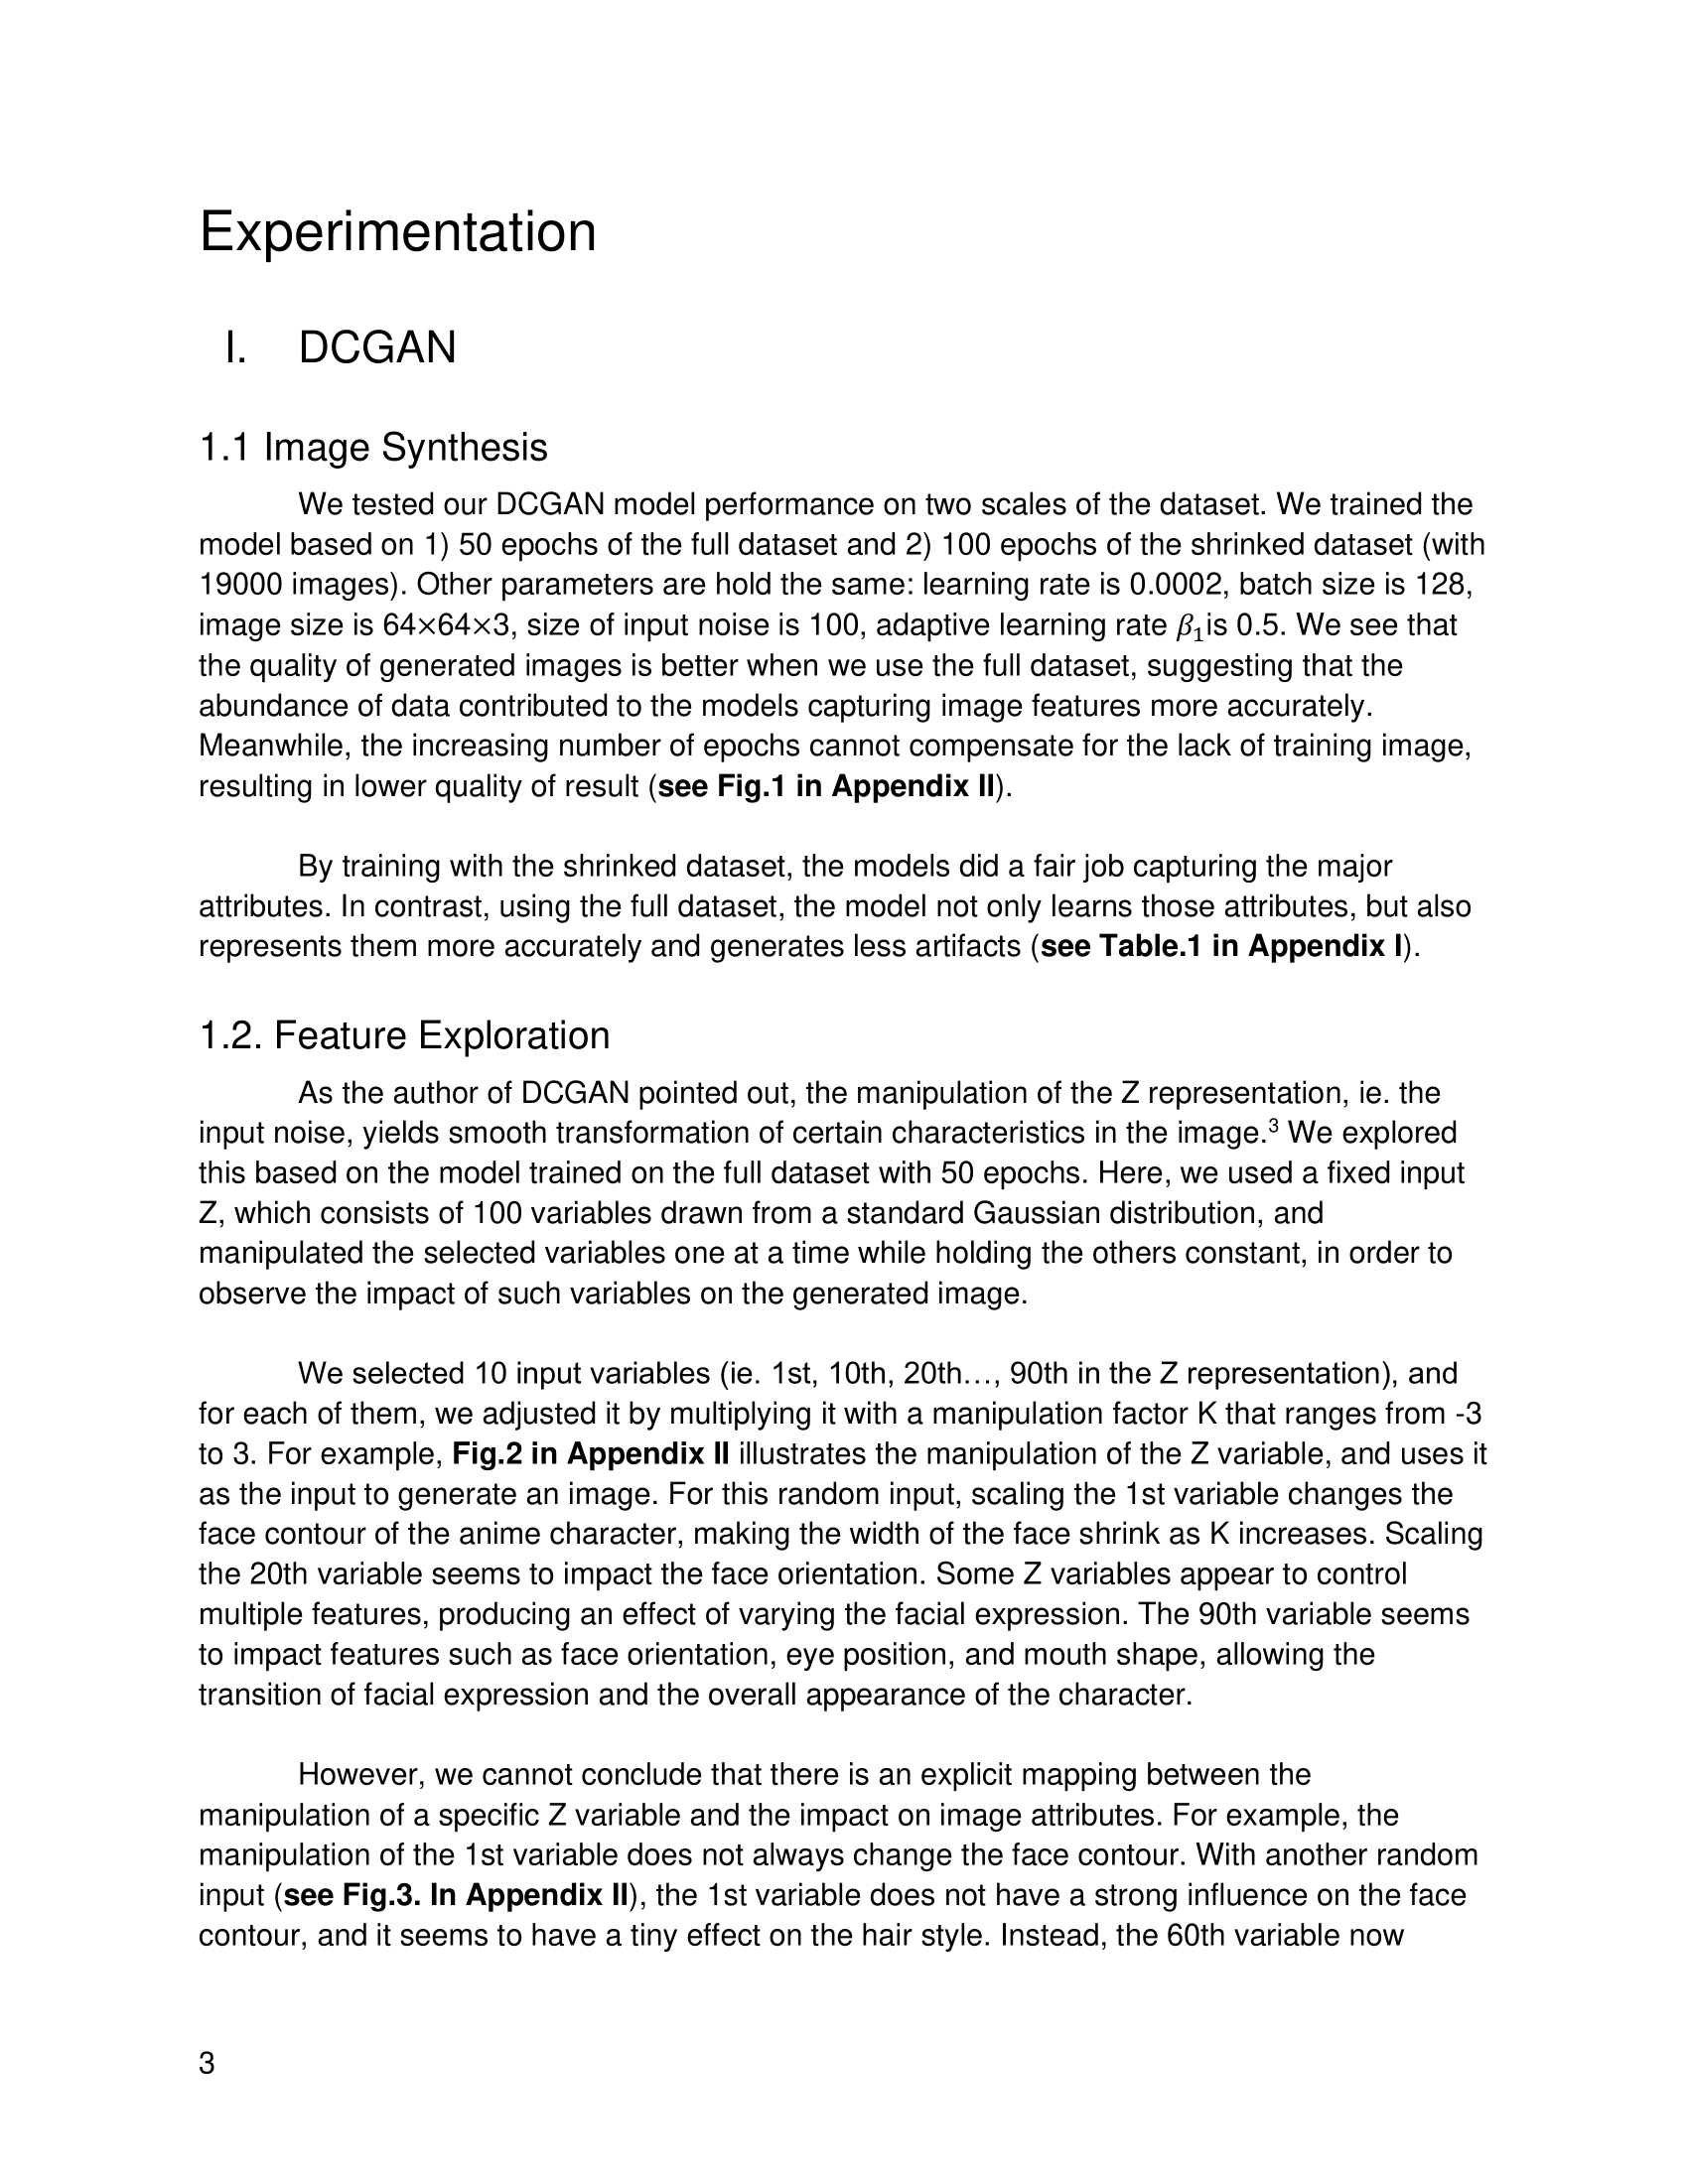 Experimentation
I. DCGAN
1.1 Image Synthesis
We tested our DCGAN model performance on two scales of the dataset. We trained the
model based on 1) 50 epochs of the full dataset and 2) 100 epochs of the shrinked dataset (with
19000 images). Other parameters are hold the same: learning rate is 0.0002, batch size is 128,
image size is 64×64×3, size of input noise is 100, adaptive learning rate β₁is 0.5. We see that
the quality of generated images is better when we use the full dataset, suggesting that the
abundance of data contributed to the models capturing image features more accurately.
Meanwhile, the increasing number of epochs cannot compensate for the lack of training image,
resulting in lower quality of result (see Fig.1 in Appendix II).
By training with the shrinked dataset, the models did a fair job capturing the major
attributes. In contrast, using the full dataset, the model not only learns those attributes, but also
represents them more accurately and generates less artifacts (see Table.1 in Appendix I).
1.2. Feature Exploration
As the author of DCGAN pointed out, the manipulation of the Z representation, ie. the
input noise, yields smooth transformation of certain characteristics in the image.³ We explored
this based on the model trained on the full dataset with 50 epochs. Here, we used a fixed input
Z, which consists of 100 variables drawn from a standard Gaussian distribution, and
manipulated the selected variables one at a time while holding the others constant, in order to
observe the impact of such variables on the generated image.
We selected 10 input variables (ie. 1st, 10th, 20th…, 90th in the Z representation), and
for each of them, we adjusted it by multiplying it with a manipulation factor K that ranges from -3
to 3. For example, Fig.2 in Appendix II illustrates the manipulation of the Z variable, and uses it
as the input to generate an image. For this random input, scaling the 1st variable changes the
face contour of the anime character, making the width of the face shrink as K increases. Scaling
the 20th variable seems to impact the face orientation. Some Z variables appear to control
multiple features, producing an effect of varying the facial expression. The 90th variable seems
to impact features such as face orientation, eye position, and mouth shape, allowing the
transition of facial expression and the overall appearance of the character.
However, we cannot conclude that there is an explicit mapping between the
manipulation of a specific Z variable and the impact on image attributes. For example, the
manipulation of the 1st variable does not always change the face contour. With another random
input (see Fig.3. In Appendix II), the 1st variable does not have a strong influence on the face
contour, and it seems to have a tiny effect on the hair style. Instead, the 60th variable now
3